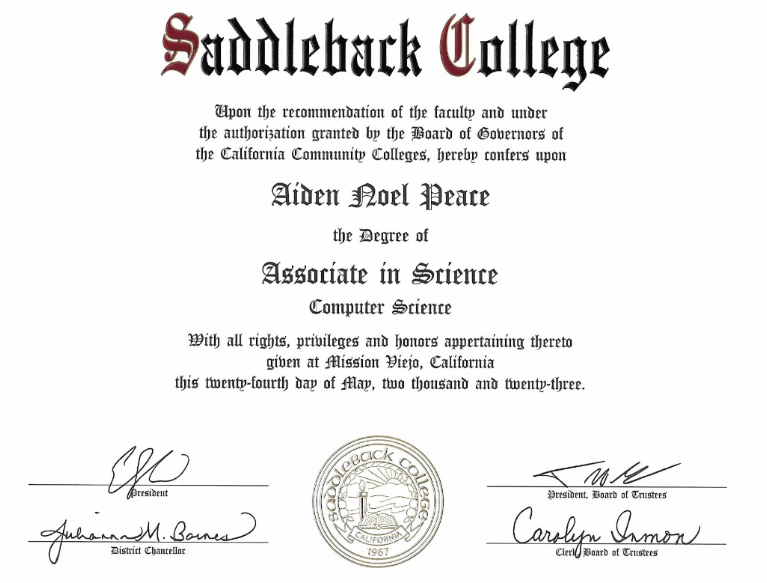 Saddleback College
Upon the recommendation of the faculty and under
the authorization granted by the Board of Governors of
the California Community Colleges, hereby confers upon
Aiden Noel Peace
the Degree of
Associate in Science
Computer Science
With all rights, privileges and honors appertaining thereto
given at Mission Viejo, California
this twenty-fourth day of May, two thousand and twenty-three.
President
President, Board of Trustees
Julianna M. Barnes
Carolyn Inmon
District Chancellor
Clerk, Board of Trustees
SADDLEBACK COLLEGE
CALIFORNIA
1967